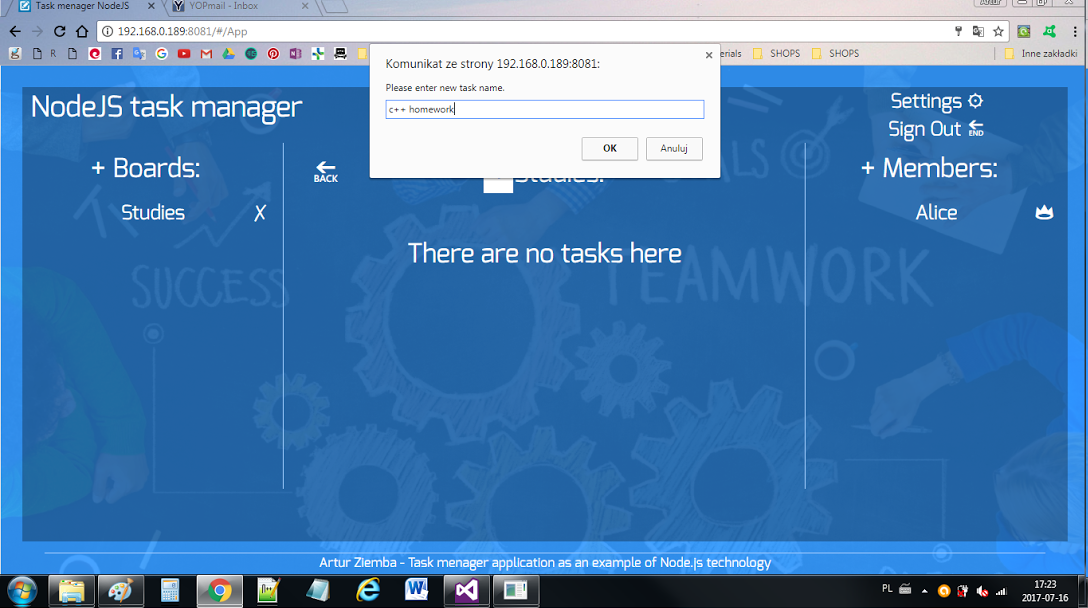 Task menager NodeJS
YOPmail - Inbox
Artur
192.168.0.189:8081/#/App
R
erials
SHOPS
SHOPS
Inne zakładki
Komunikat ze strony 192.168.0.189:8081:
Please enter new task name.
c++ homework
OK
Anuluj
NodeJS task manager
Settings
Sign Out
END
+ Boards:
BACK
Studies:
+ Members:
Studies
X
Alice
There are no tasks here
SUCCESS
TEAMWORK
Artur Ziemba - Task menager application as an example of Node.js technology
PL
17:23
2017-07-16